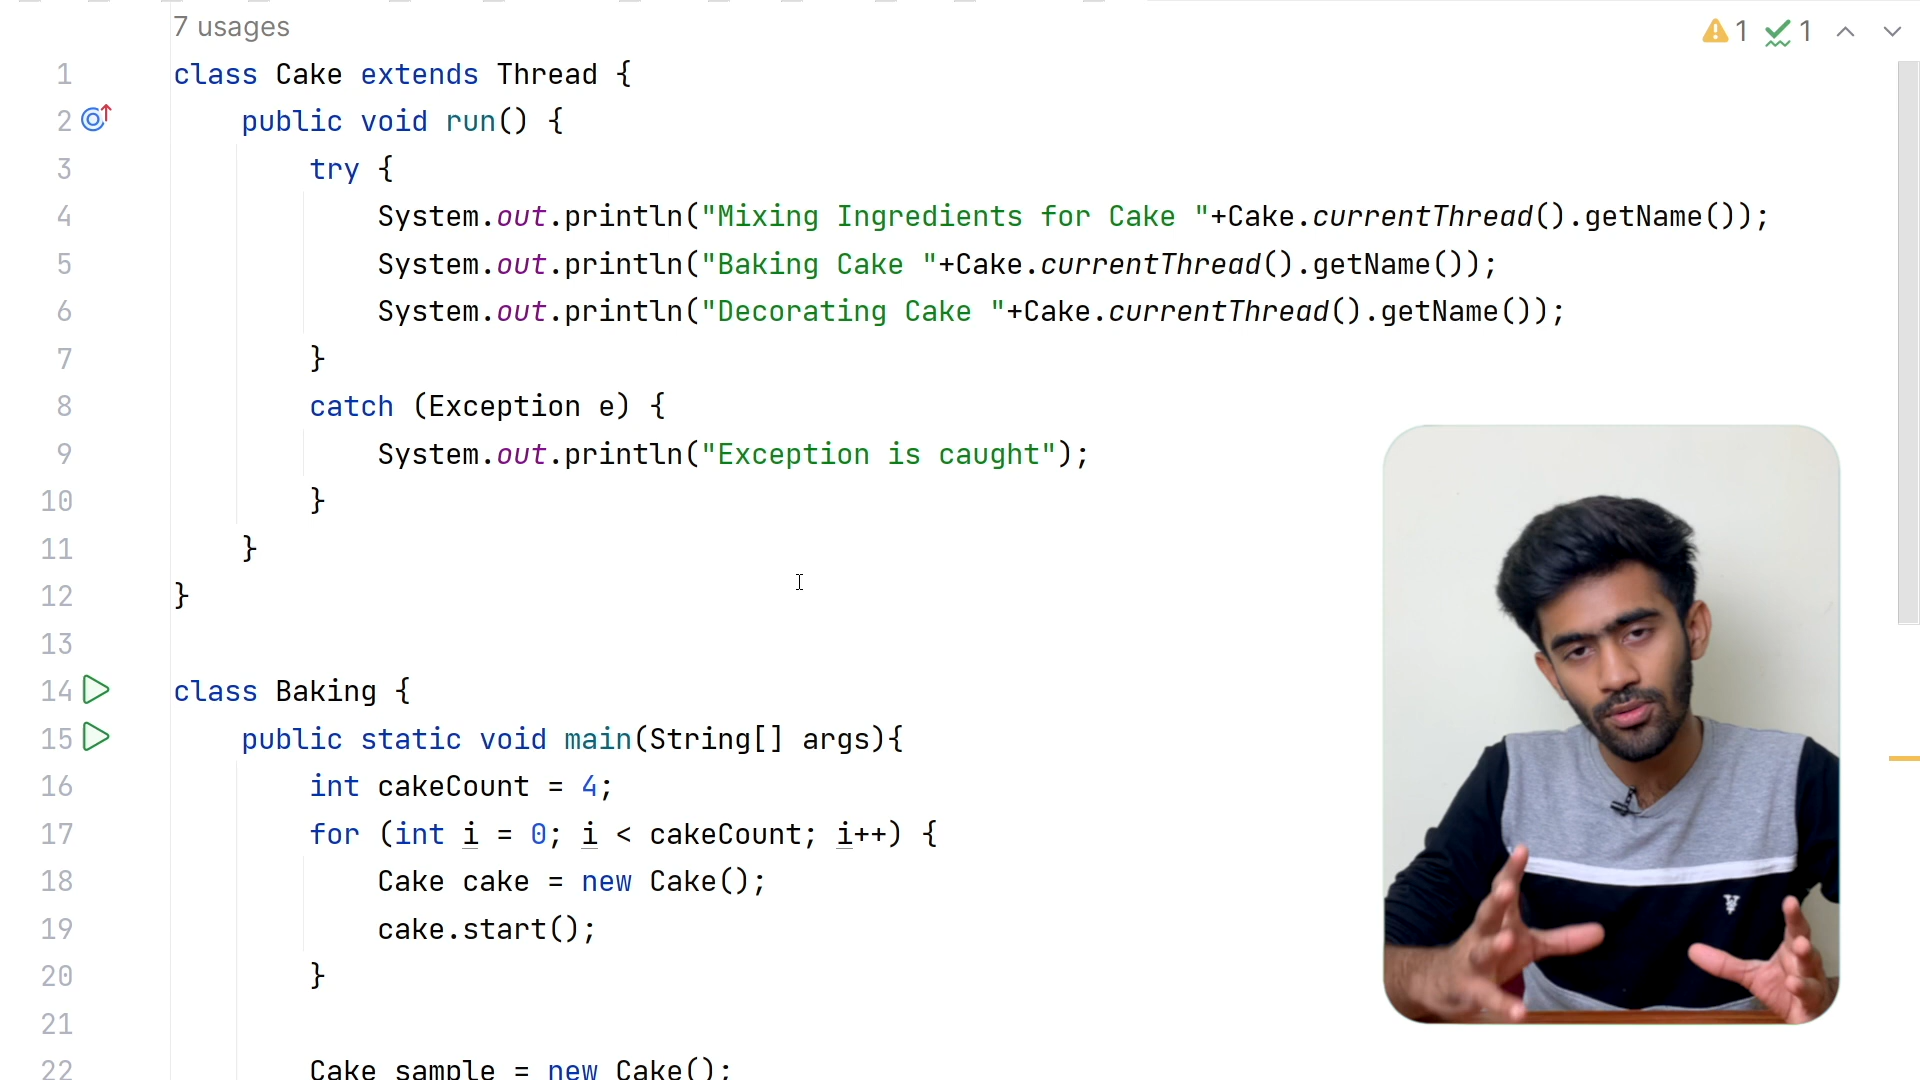 7 usages
1 1
1 class Cake extends Thread {
2 public void run() {
3 try {
4 System.out.println("Mixing Ingredients for Cake "+Cake.currentThread().getName());
5 System.out.println("Baking Cake "+Cake.currentThread().getName());
6 System.out.println("Decorating Cake "+Cake.currentThread().getName());
7 }
8 catch (Exception e) {
9 System.out.println("Exception is caught");
10 }
11 }
12 }
13
14 class Baking {
15 public static void main(String[] args){
16 int cakeCount = 4;
17 for (int i = 0; i < cakeCount; i++) {
18 Cake cake = new Cake();
19 cake.start();
20 }
21
22 Cake sample = new Cake();